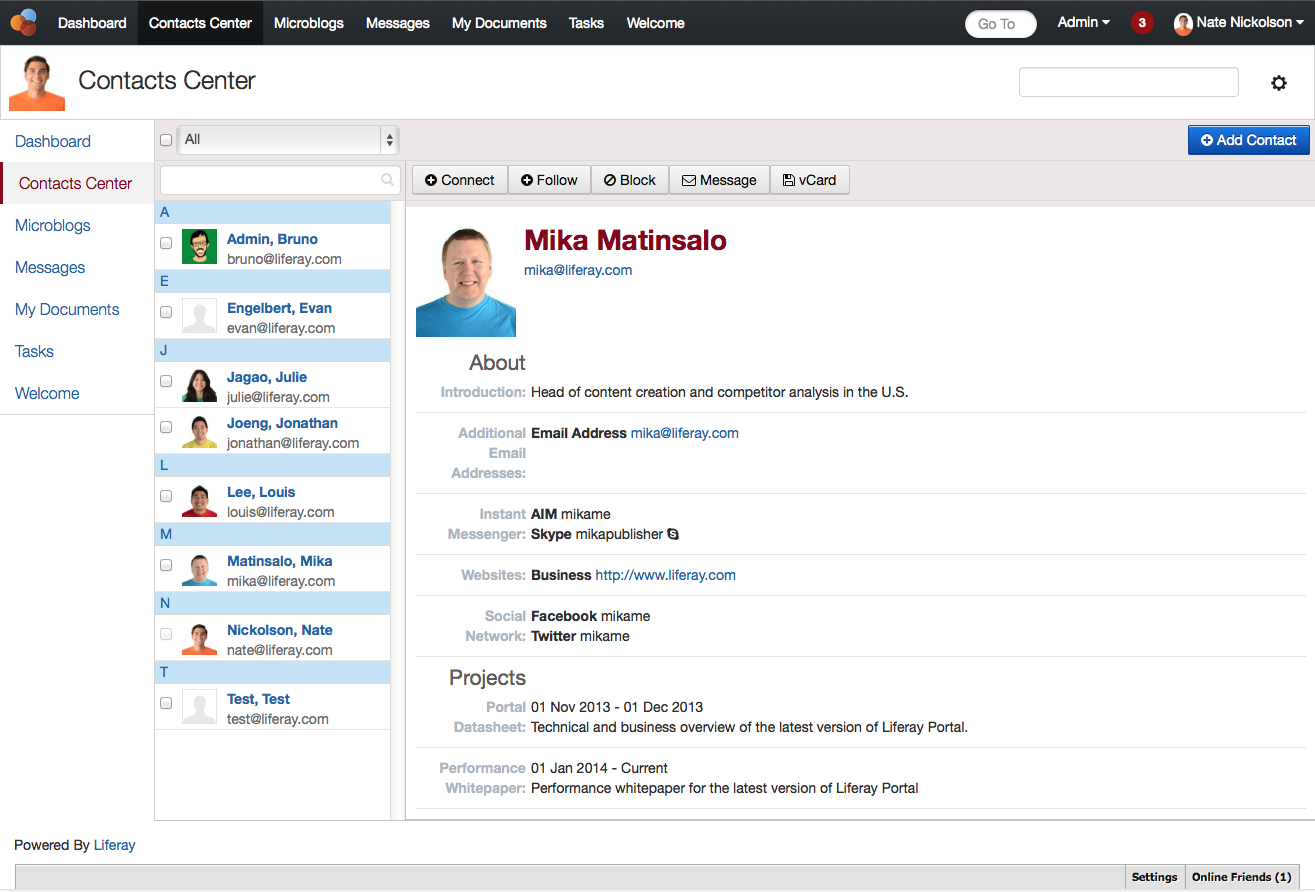 Dashboard Contacts Center Microblogs Messages My Documents Tasks Welcome Go To Admin 3 Nate Nickolson
Contacts Center
Dashboard
Contacts Center
Microblogs
Messages
My Documents
Tasks
Welcome
All
Add Contact
A
Admin, Bruno
bruno@liferay.com
E
Engelbert, Evan
evan@liferay.com
J
Jagao, Julie
julie@liferay.com
Joeng, Jonathan
jonathan@liferay.com
L
Lee, Louis
louis@liferay.com
M
Matinsalo, Mika
mika@liferay.com
N
Nickolson, Nate
nate@liferay.com
T
Test, Test
test@liferay.com
Connect Follow Block Message vCard
Mika Matinsalo
mika@liferay.com
About
Introduction: Head of content creation and competitor analysis in the U.S.
Additional Email Address mika@liferay.com
Email
Addresses:
Instant AIM mikame
Messenger: Skype mikapublisher
Websites: Business http://www.liferay.com
Social Facebook mikame
Network: Twitter mikame
Projects
Portal 01 Nov 2013 - 01 Dec 2013
Datasheet: Technical and business overview of the latest version of Liferay Portal.
Performance 01 Jan 2014 - Current
Whitepaper: Performance whitepaper for the latest version of Liferay Portal
Powered By Liferay
Settings Online Friends (1)